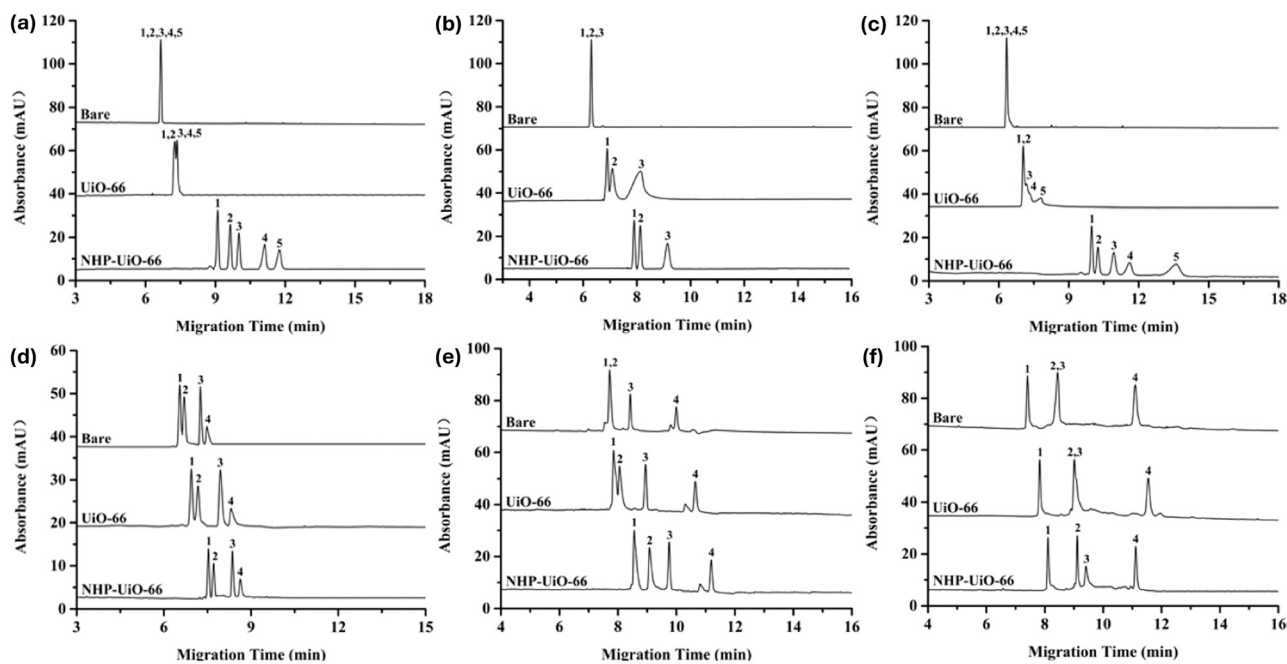 (a)
Absorbance (mAU)
120
100
80
60
40
20
0
1,2,3,4,5
Bare
1,2 3,4,5
UiO-66
1 2 3 4 5
NHP-UiO-66
3 6 9 12 15 18
Migration Time (min)
(b)
Absorbance (mAU)
120
100
80
60
40
20
0
1,2,3
Bare
1 2 3
UiO-66
1 2 3
NHP-UiO-66
4 6 8 10 12 14 16
Migration Time (min)
(c)
Absorbance (mAU)
120
100
80
60
40
20
0
1,2,3,4,5
Bare
1,2
3
4 5
UiO-66
1 2 3 4 5
NHP-UiO-66
3 6 9 12 15 18
Migration Time (min)
(d)
Absorbance (mAU)
60
50
40
30
20
10
0
1 2 3 4
Bare
1 2 3 4
UiO-66
1 2 3 4
NHP-UiO-66
3 6 9 12 15
Migration Time (min)
(e)
Absorbance (mAU)
100
80
60
40
20
0
1,2 3 4
Bare
1 2 3 4
UiO-66
1 2 3 4
NHP-UiO-66
4 6 8 10 12 14 16
Migration Time (min)
(f)
Absorbance (mAU)
100
80
60
40
20
0
1 2,3 4
Bare
1 2,3 4
UiO-66
1 2 3 4
NHP-UiO-66
4 6 8 10 12 14 16
Migration Time (min)